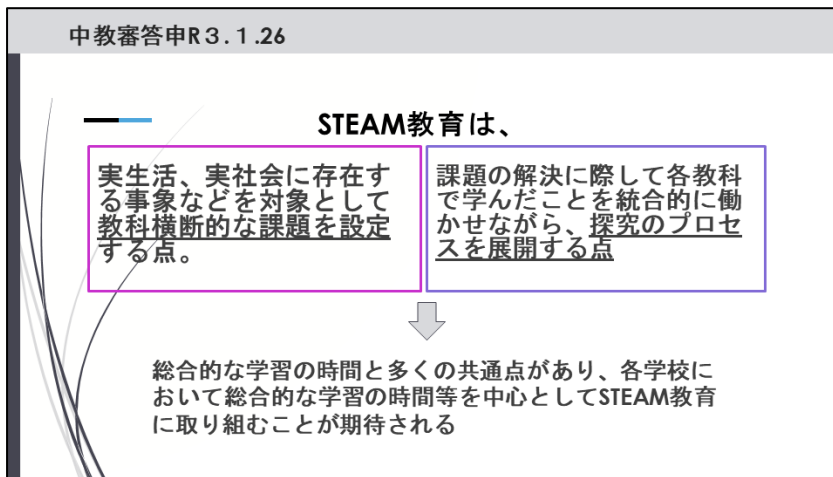 中教審答申R３.１.26
STEAM教育は、
実生活、実社会に存在す
る事象などを対象として
教科横断的な課題を設定
する点。
課題の解決に際して各教科
で学んだことを統合的に働
かせながら、探究のプロセ
スを展開する点
総合的な学習の時間と多くの共通点があり、各学校に
おいて総合的な学習の時間等を中心としてSTEAM教育
に取り組むことが期待される